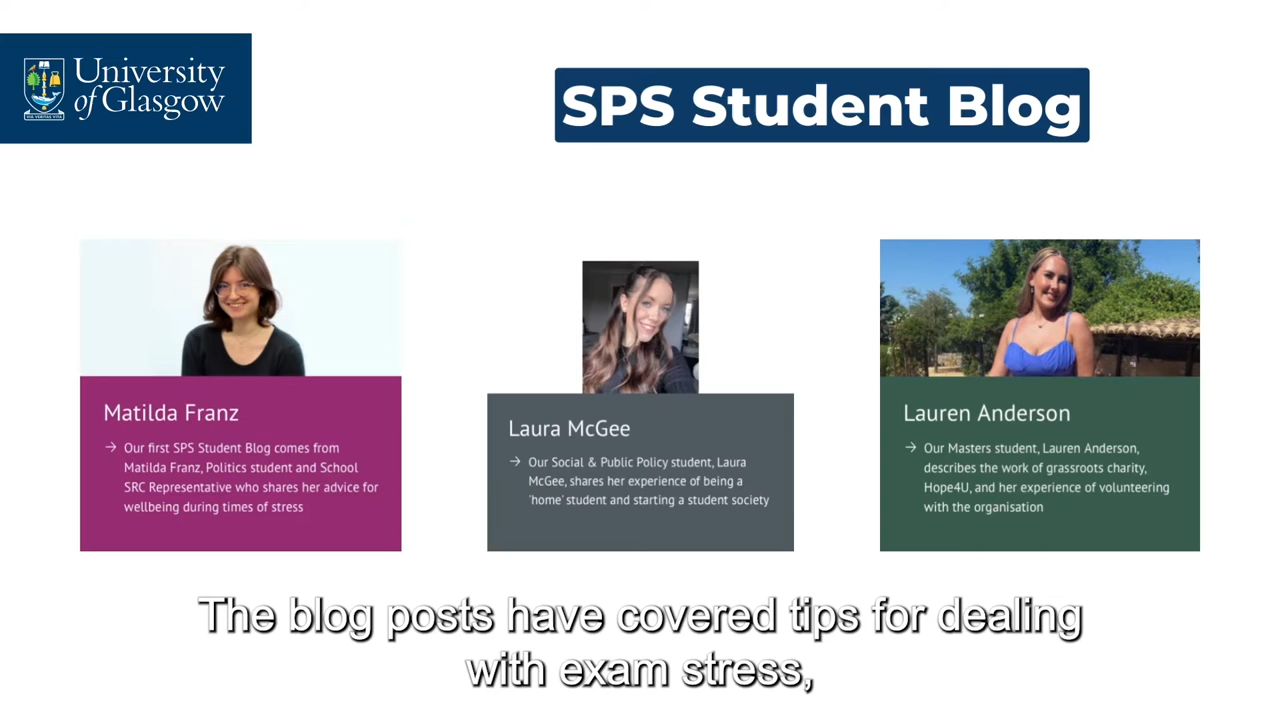 University
of Glasgow
VIA VERITAS VITA
SPS Student Blog
Matilda Franz
→ Our first SPS Student Blog comes from
Matilda Franz, Politics student and School
SRC Representative who shares her advice for
wellbeing during times of stress
Laura McGee
→ Our Social & Public Policy student, Laura
McGee, shares her experience of being a
'home' student and starting a student society
Lauren Anderson
→ Our Masters student, Lauren Anderson,
describes the work of grassroots charity,
Hope4U, and her experience of volunteering
with the organisation
The blog posts have covered tips for dealing
with exam stress,